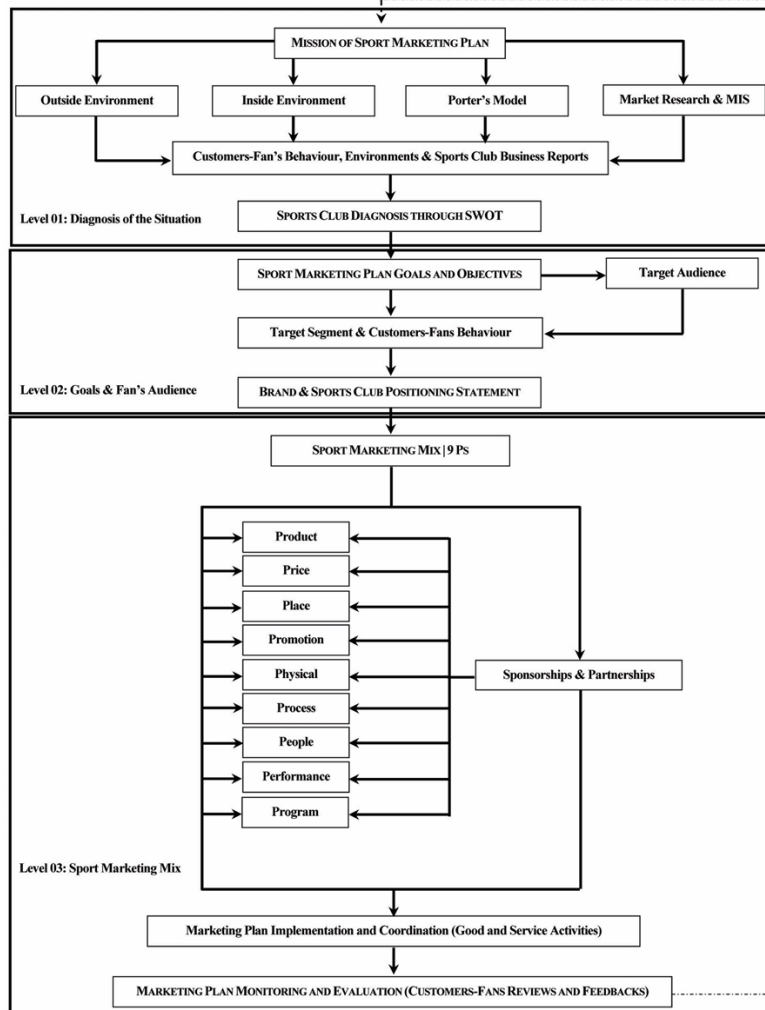 MISSION OF SPORT MARKETING PLAN
Outside Environment
Inside Environment
Porter's Model
Market Research & MIS
Customers-Fan's Behaviour, Environments & Sports Club Business Reports
Level 01: Diagnosis of the Situation
SPORTS CLUB DIAGNOSIS THROUGH SWOT
SPORT MARKETING PLAN GOALS AND OBJECTIVES
Target Audience
Target Segment & Customers-Fans Behaviour
Level 02: Goals & Fan's Audience
BRAND & SPORTS CLUB POSITIONING STATEMENT
SPORT MARKETING MIX | 9 PS
Product
Price
Place
Promotion
Physical
Sponsorships & Partnerships
Process
People
Performance
Program
Level 03: Sport Marketing Mix
Marketing Plan Implementation and Coordination (Good and Service Activities)
MARKETING PLAN MONITORING AND EVALUATION (CUSTOMERS-FANS REVIEWS AND FEEDBACKS)